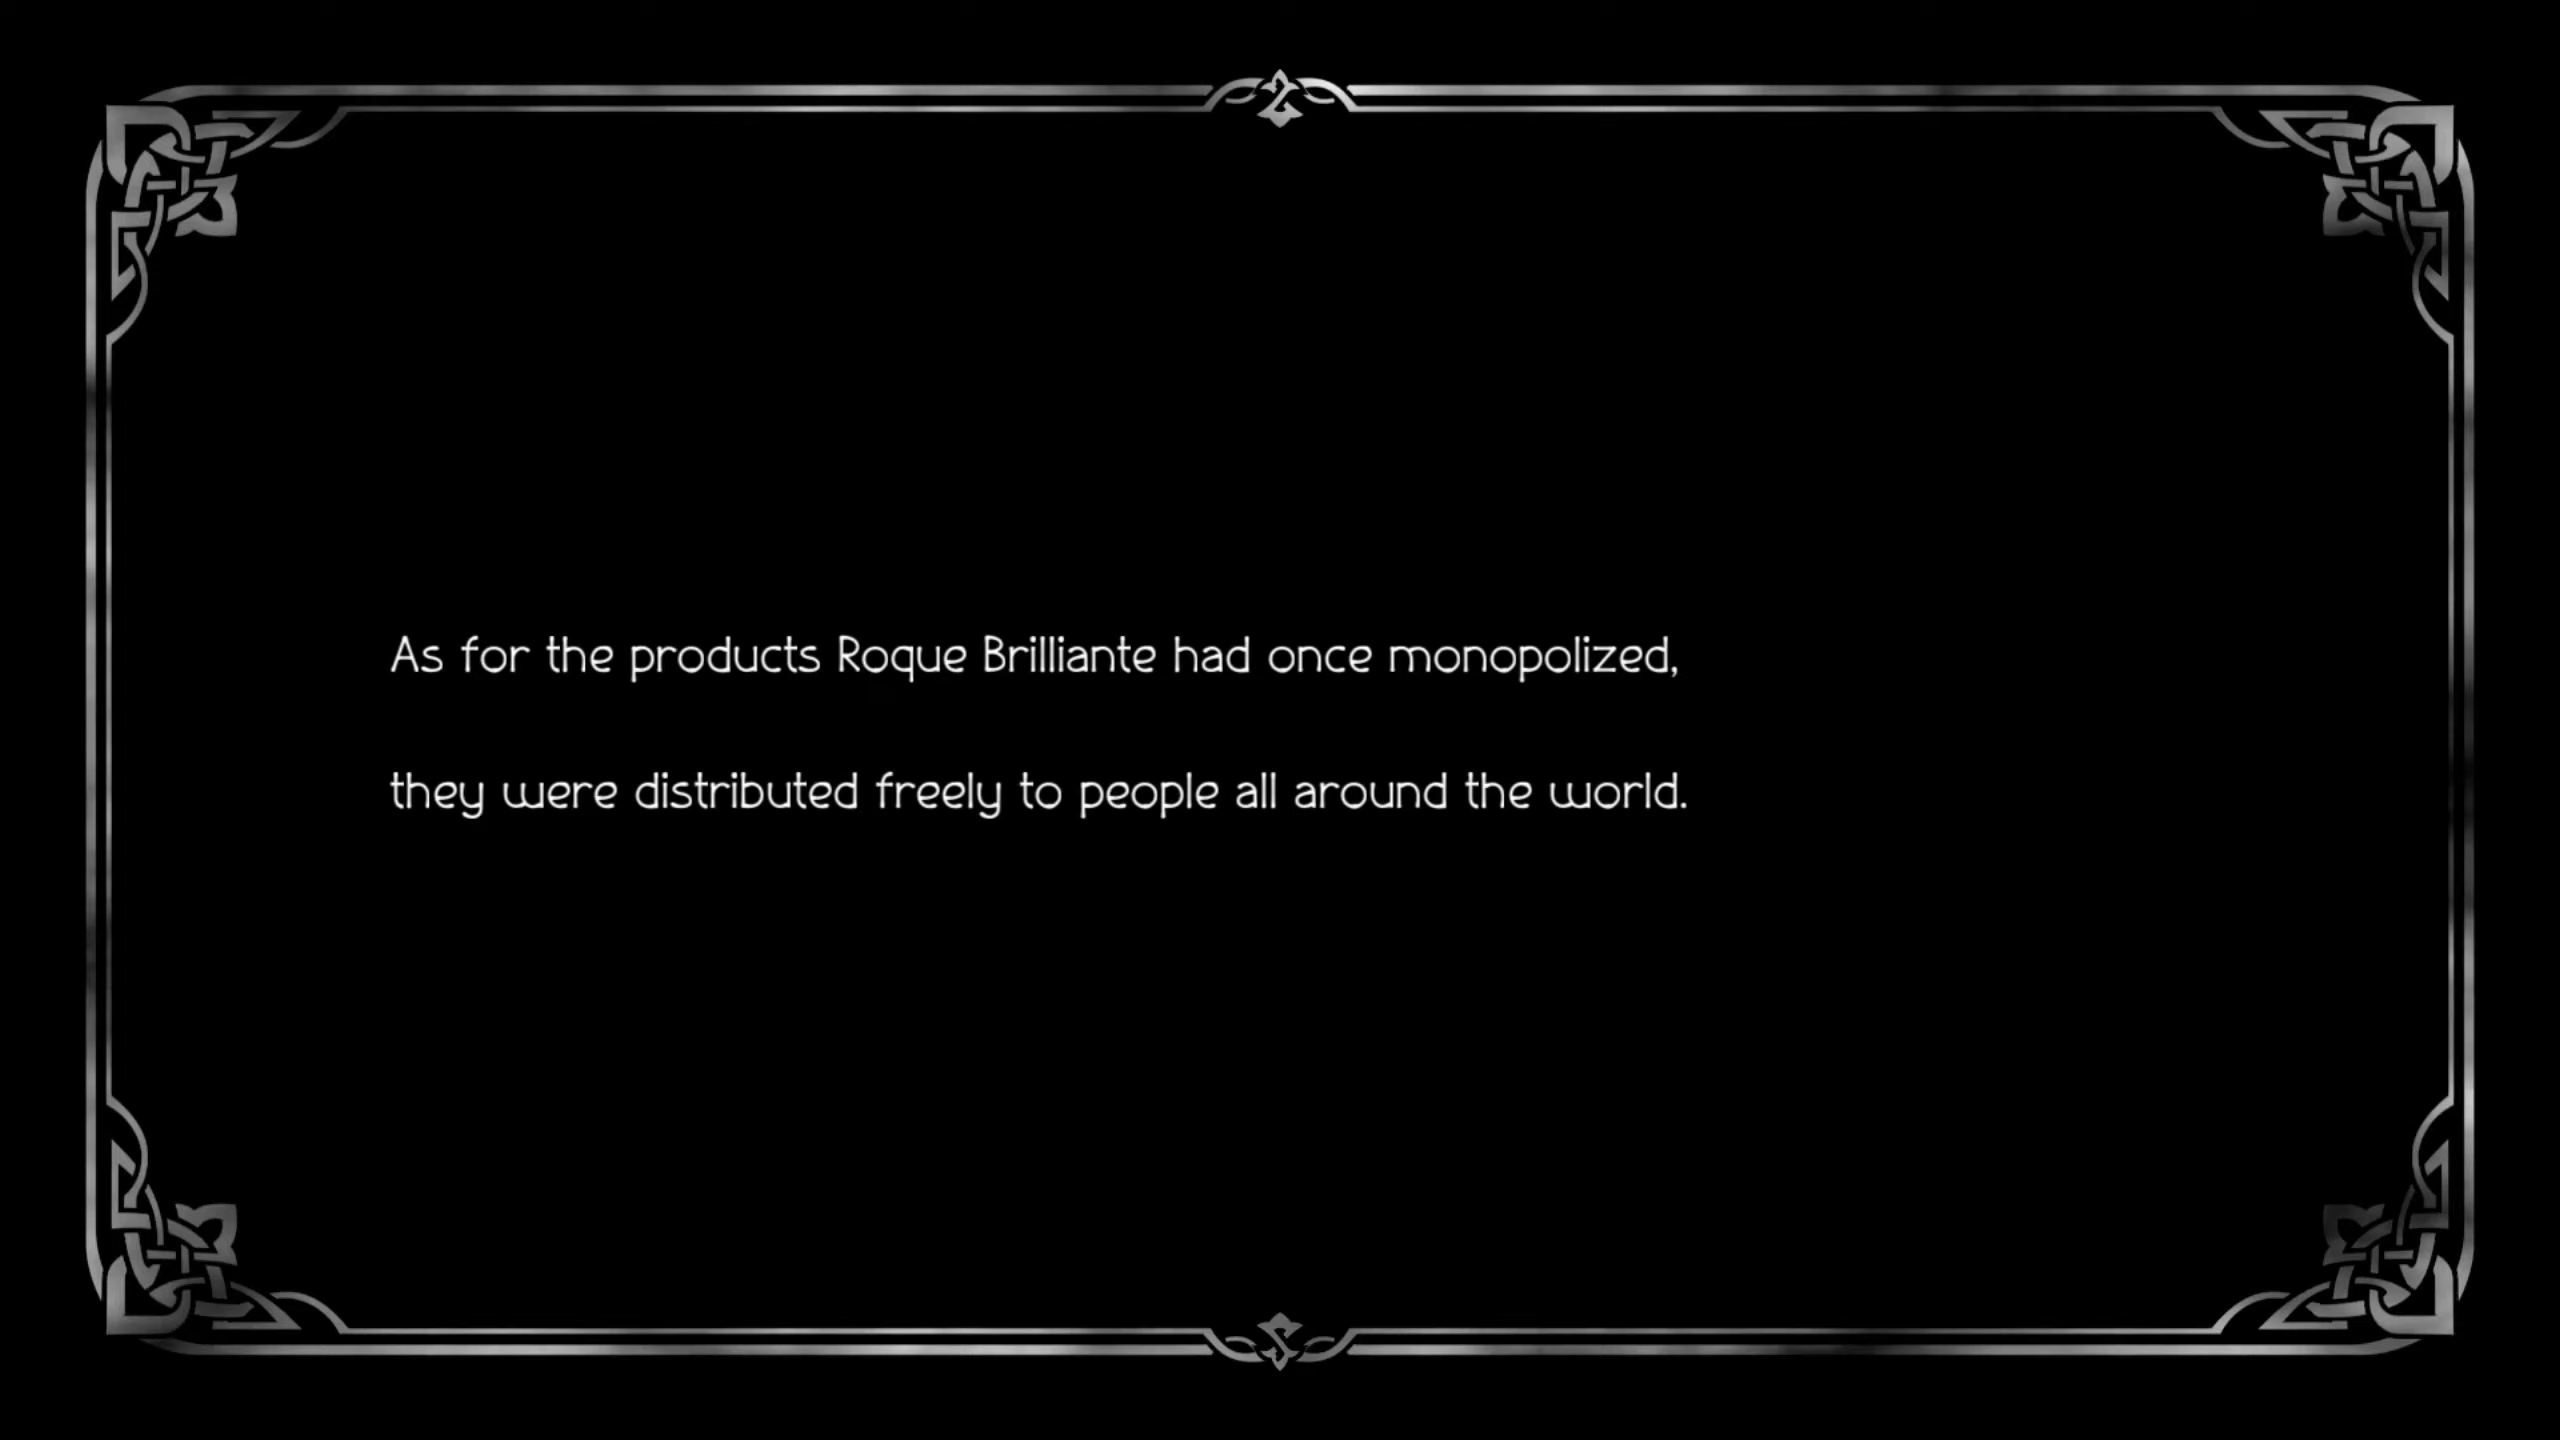 As for the products Roque Brilliante had once monopolized,
they were distributed freely to people all around the world.